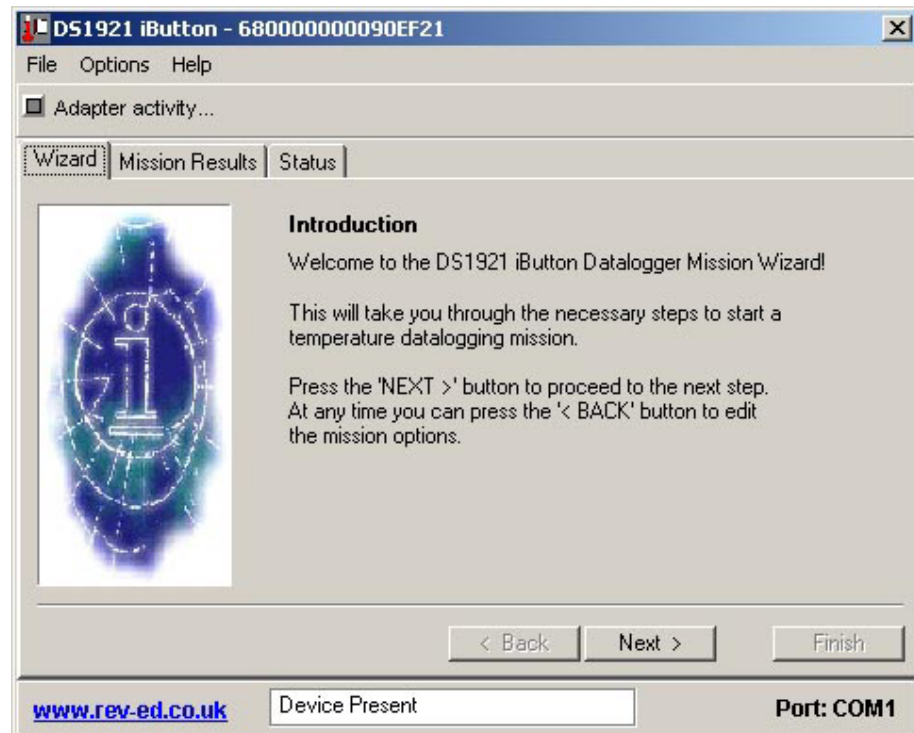 DS1921 iButton - 680000000090EF21
File Options Help
Adapter activity...
Wizard Mission Results Status
Introduction
Welcome to the DS1921 iButton Datalogger Mission Wizard!
This will take you through the necessary steps to start a
temperature datalogging mission.
Press the 'NEXT >' button to proceed to the next step.
At any time you can press the '< BACK' button to edit
the mission options.
< Back Next > Finish
www.rev-ed.co.uk Device Present Port: COM1